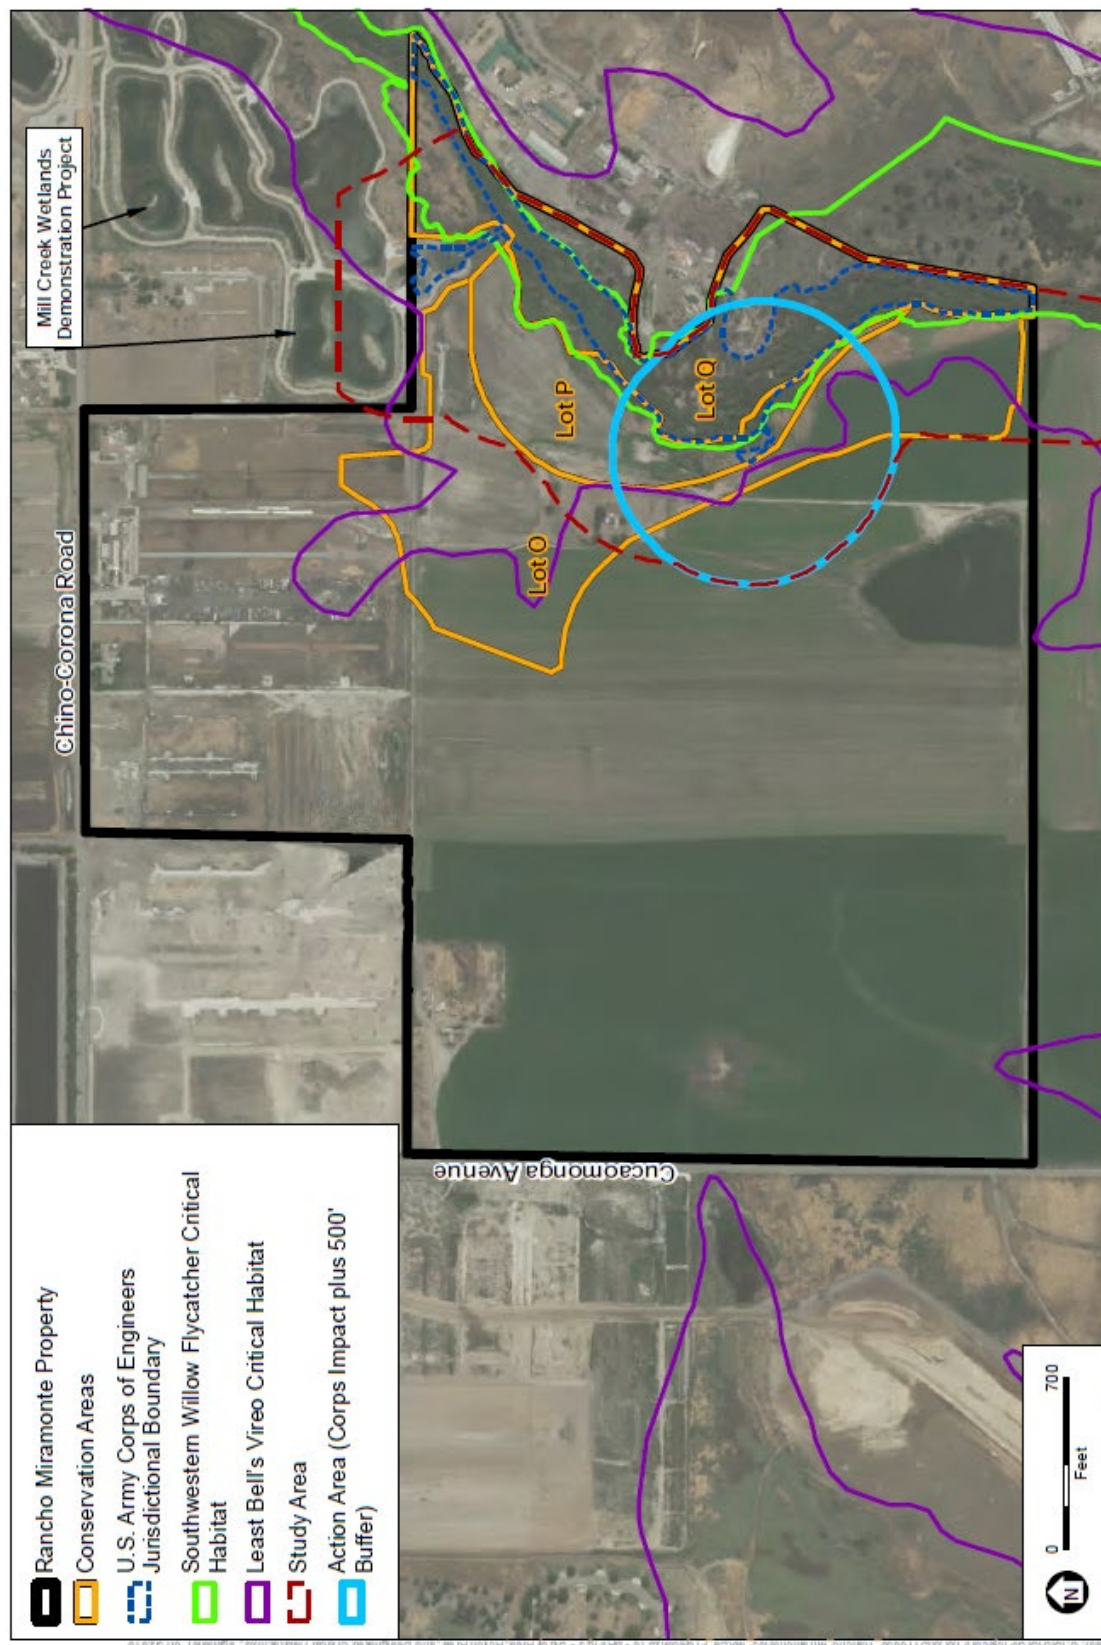 Rancho Miramonte Property
Conservation Areas
U.S. Army Corps of Engineers
Jurisdictional Boundary
Southwestern Willow Flycatcher Critical
Habitat
Least Bell's Vireo Critical Habitat
Study Area
Action Area (Corps Impact plus 500'
Buffer)
Chino-Corona Road
Mill Creek Wetlands
Demonstration Project
Cucaomonga Avenue
Lot O
Lot P
Lot Q
N
0
700
Feet